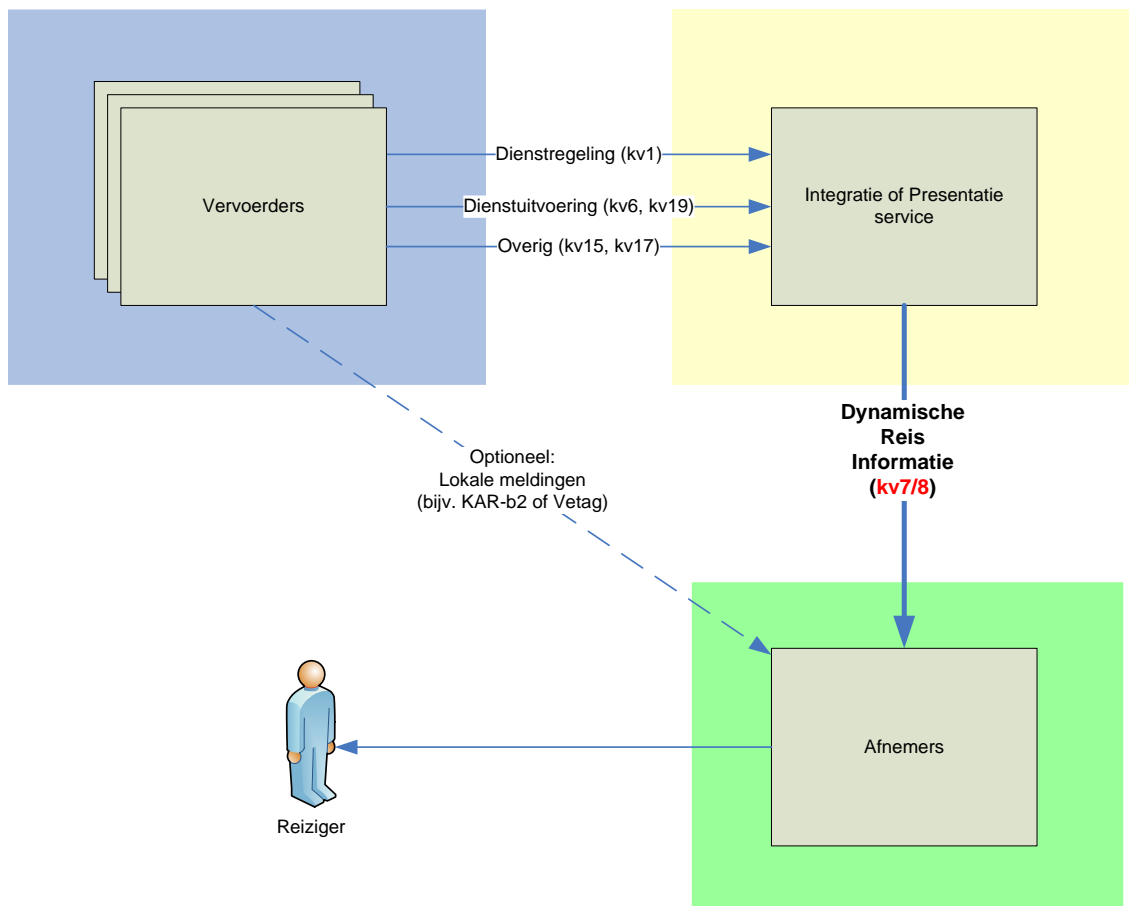 Vervoerders
Dienstregeling (kv1)
Dienstuitvoering (kv6, kv19)
Overig (kv15, kv17)
Integratie of Presentatie
service
Dynamische
Reis
Informatie
(kv7/8)
Optioneel:
Lokale meldingen
(bijv. KAR-b2 of Vetag)
Afnemers
Reiziger